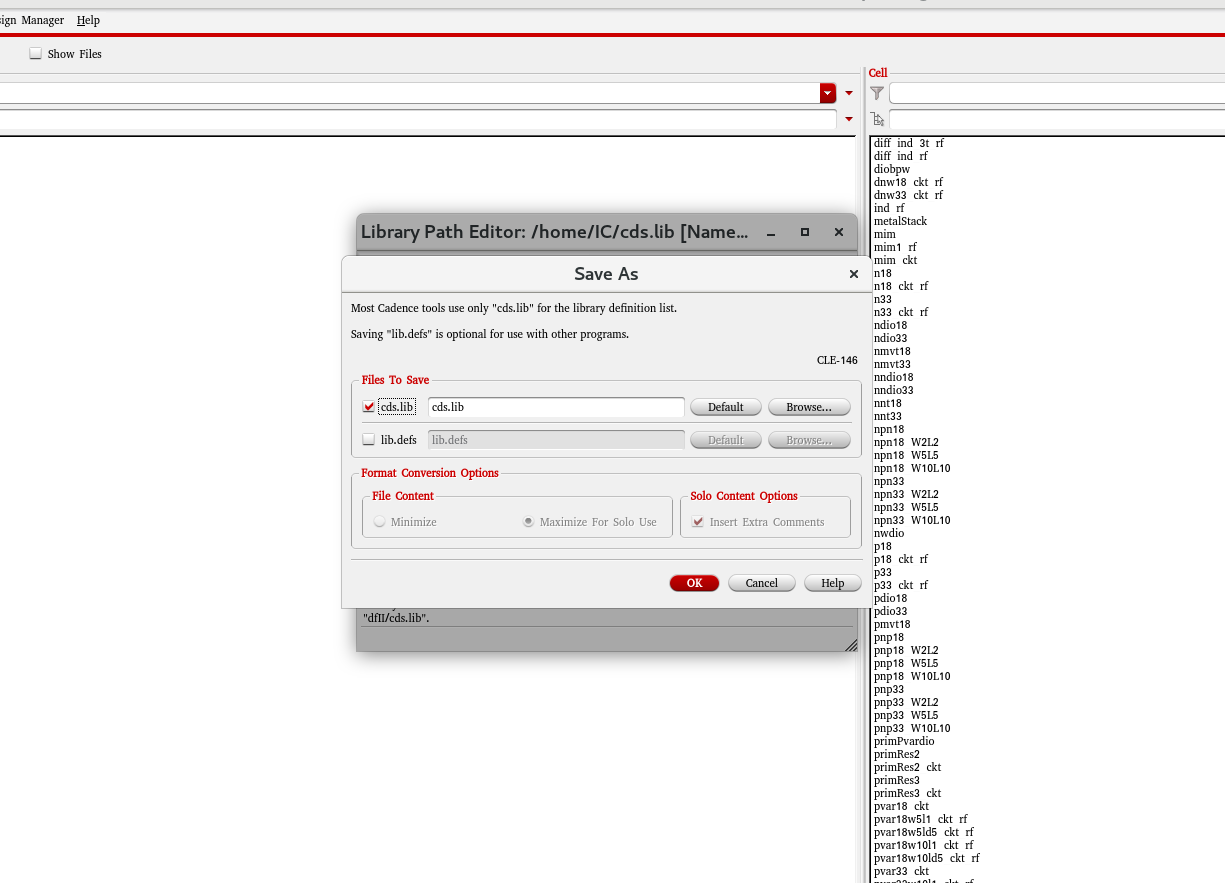 sign Manager Help
Show Files
Cell
Library Path Editor: /home/IC/cds.lib [Name...
Save As
Most Cadence tools use only "cds.lib" for the library definition list.
Saving "lib.defs" is optional for use with other programs.
CLE-146
Files To Save
cds.lib cds.lib Default Browse...
lib.defs lib.defs Default Browse...
Format Conversion Options
File Content Solo Content Options
Minimize Maximize For Solo Use Insert Extra Comments
OK Cancel Help
"dfII/cds.lib".
diff ind 3t rf
diff ind rf
diobpw
dnw18 ckt rf
dnw33 ckt rf
ind rf
metalStack
mim
mim1 rf
mim ckt
n18
n18 ckt rf
n33
n33 ckt rf
ndio18
ndio33
nmvt18
nmvt33
nndio18
nndio33
nnt18
nnt33
npn18
npn18 W2L2
npn18 W5L5
npn18 W10L10
npn33
npn33 W2L2
npn33 W5L5
npn33 W10L10
nwdio
p18
p18 ckt rf
p33
p33 ckt rf
pdio18
pdio33
pmvt18
pnp18
pnp18 W2L2
pnp18 W5L5
pnp18 W10L10
pnp33
pnp33 W2L2
pnp33 W5L5
pnp33 W10L10
primPvardio
primRes2
primRes2 ckt
primRes3
primRes3 ckt
pvar18 ckt
pvar18w5l1 ckt rf
pvar18w5ld5 ckt rf
pvar18w10l1 ckt rf
pvar18w10ld5 ckt rf
pvar33 ckt